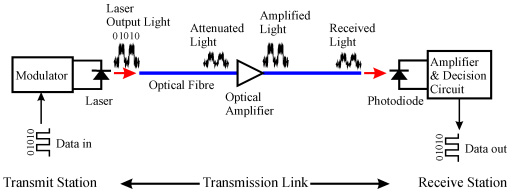 Laser
Output Light
01010
Attenuated
Light
Amplified
Light
Received
Light
Modulator
Laser
Optical Fibre
Optical
Amplifier
Photodiode
Amplifier
& Decision
Circuit
01010
Data in
01010
Data out
Transmit Station
Transmission Link
Receive Station